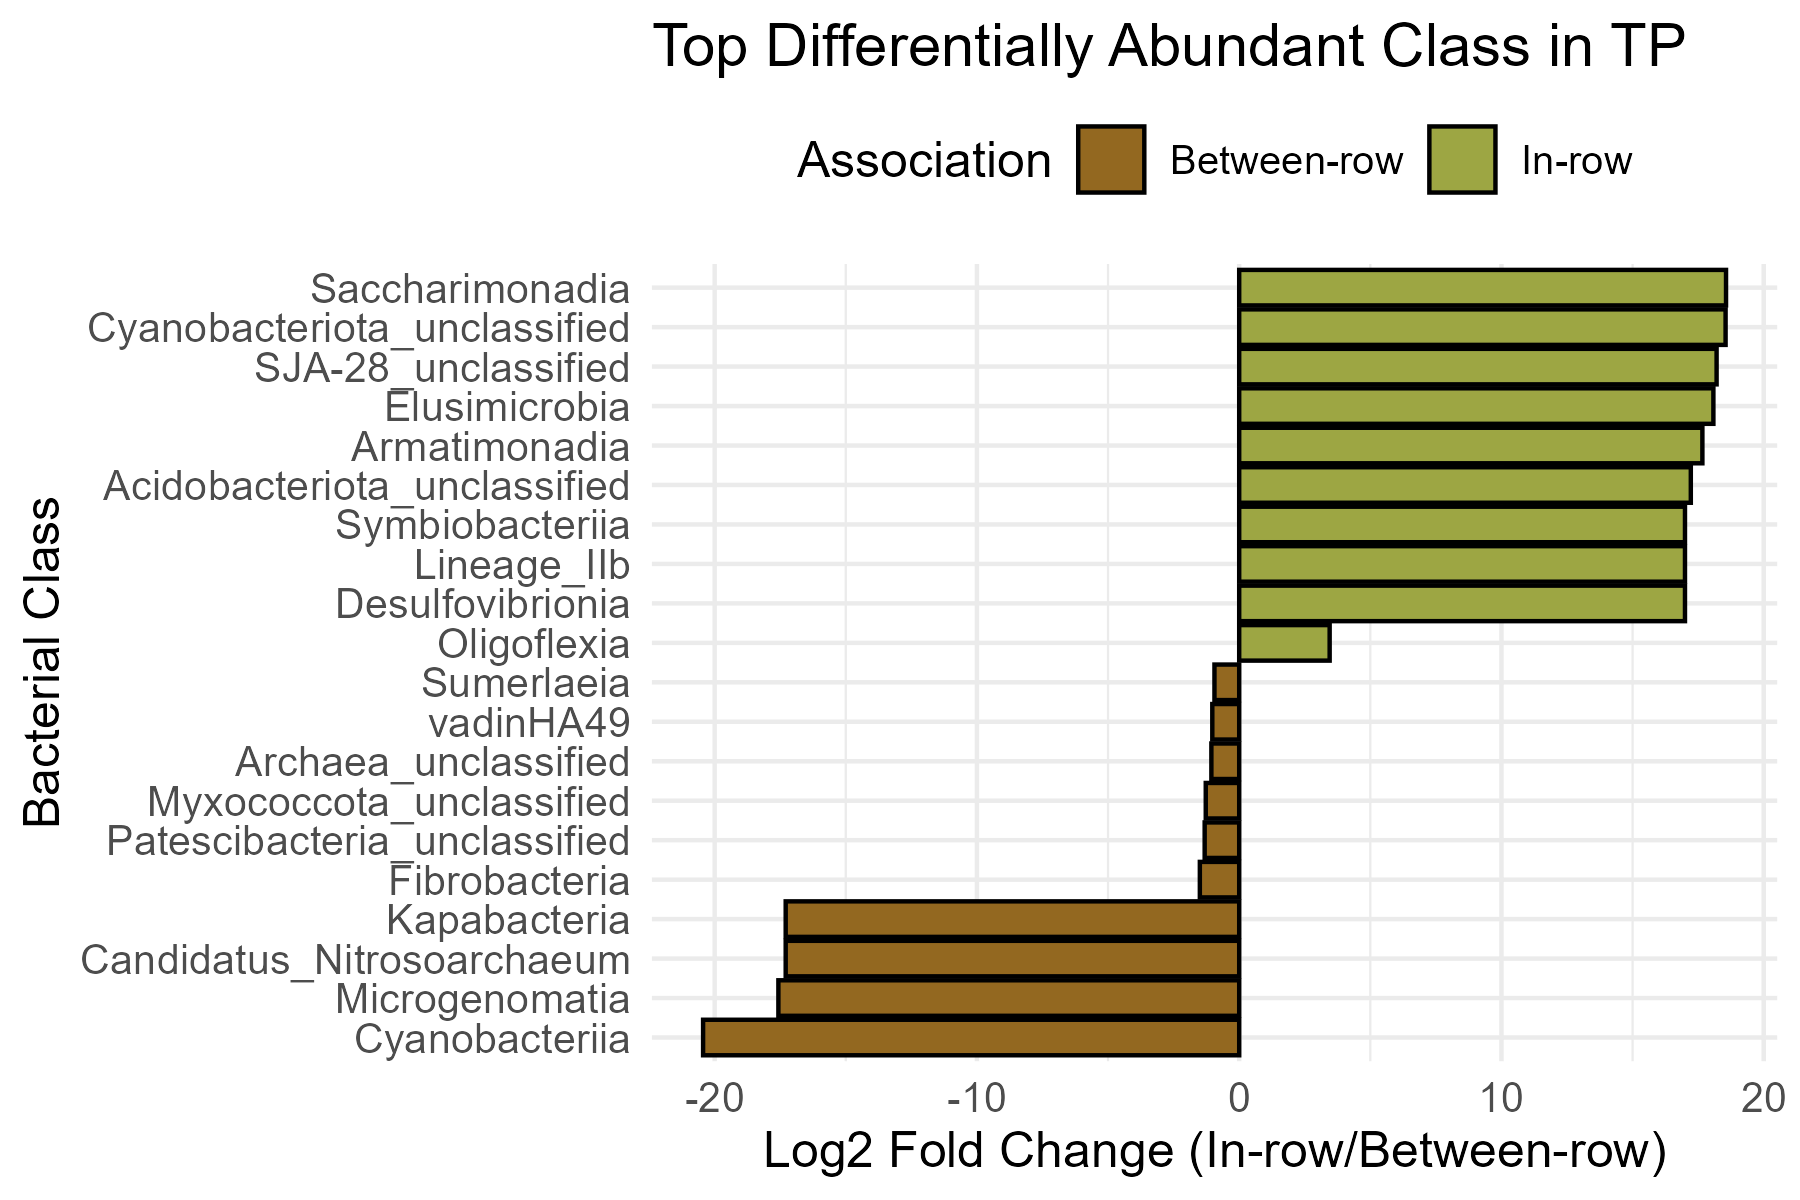 Top Differentially Abundant Class in TP
Association Between-row In-row
Saccharimonadia
Cyanobacteriota_unclassified
SJA-28_unclassified
Elusimicrobia
Armatimonadia
Acidobacteriota_unclassified
Symbiobacteriia
Lineage_IIb
Desulfovibrionia
Oligoflexia
Sumerlaeia
vadinHA49
Archaea_unclassified
Myxococcota_unclassified
Patescibacteria_unclassified
Fibrobacteria
Kapabacteria
Candidatus_Nitrosoarchaeum
Microgenomatia
Cyanobacteriia
Bacterial Class
-20 -10 0 10 20
Log2 Fold Change (In-row/Between-row)